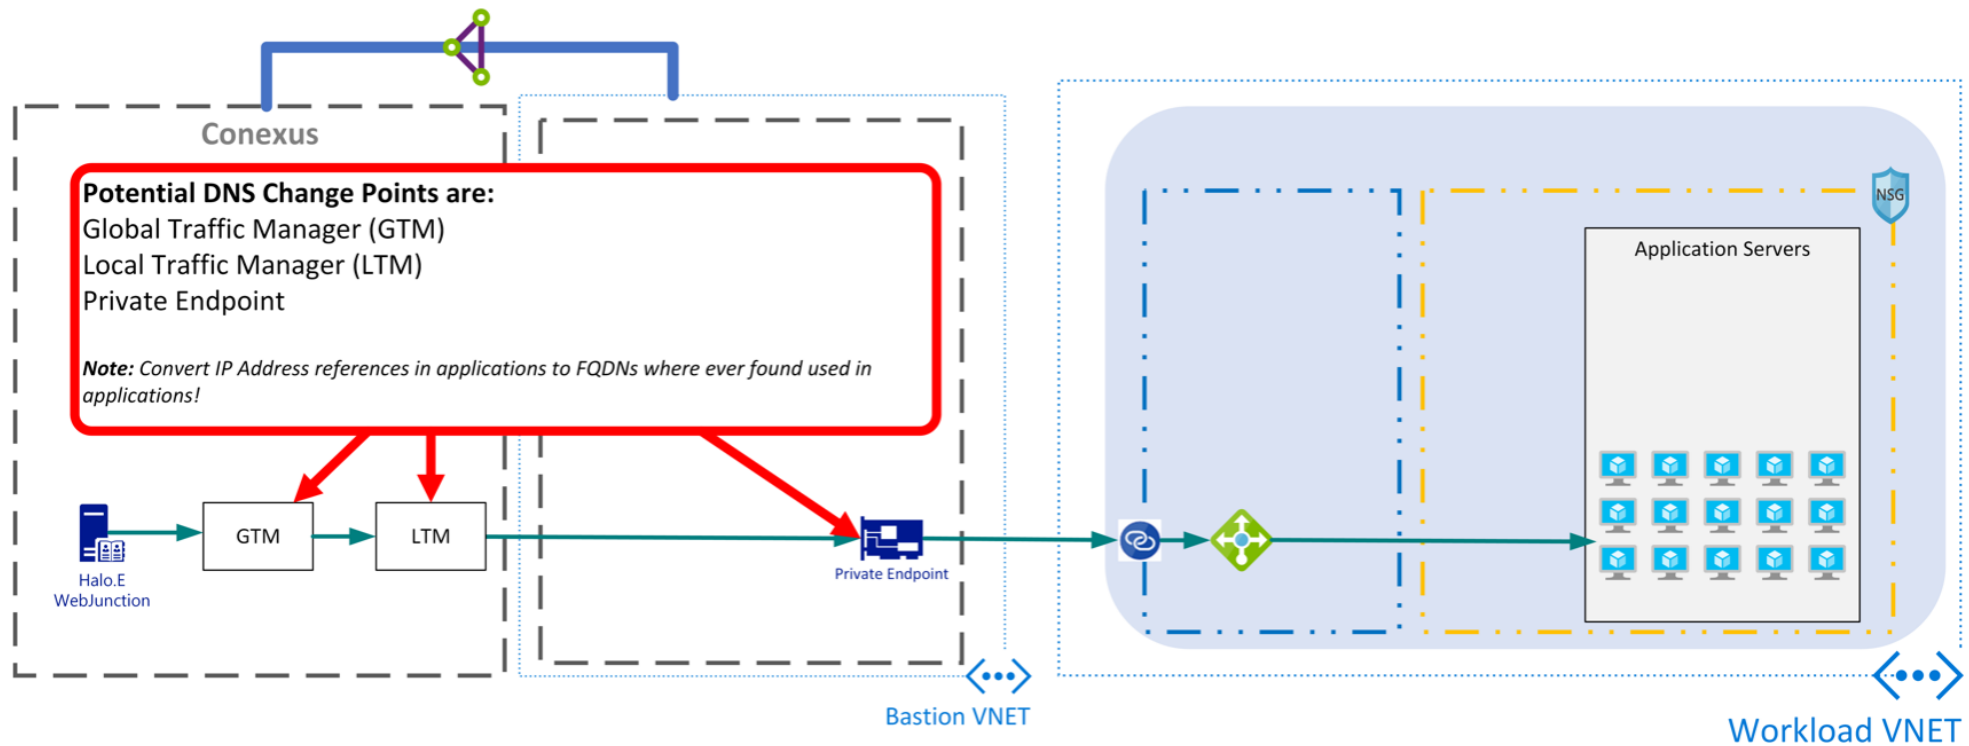 Conexus
Potential DNS Change Points are:
Global Traffic Manager (GTM)
Local Traffic Manager (LTM)
Private Endpoint
Note: Convert IP Address references in applications to FQDNs where ever found used in
applications!
NSG
Application Servers
GTM
LTM
Halo.E
WebJunction
Private Endpoint
Bastion VNET
Workload VNET